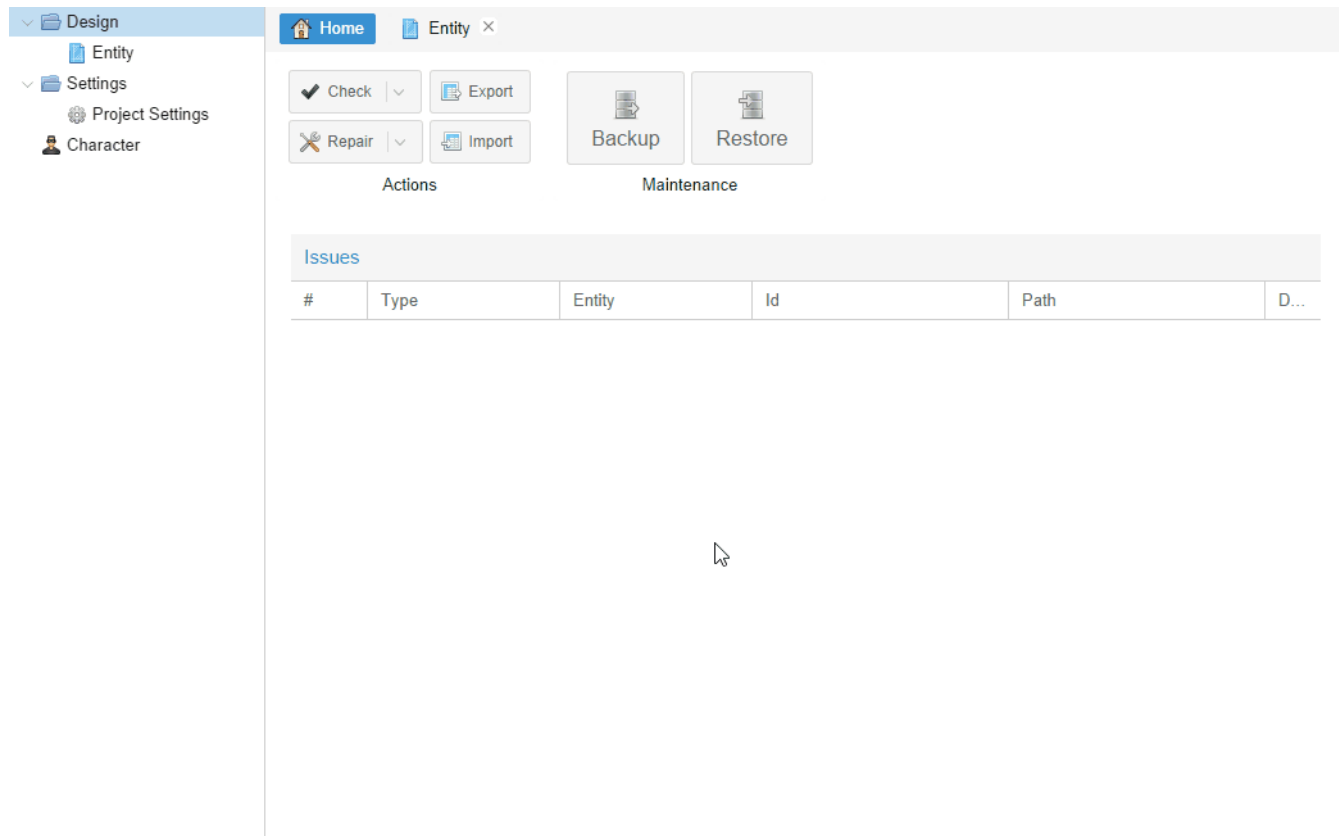 Design
Entity
Settings
Project Settings
Character
Home
Entity
Check
Export
Repair
Import
Actions
Backup
Restore
Maintenance
Issues
# Type Entity Id Path D...